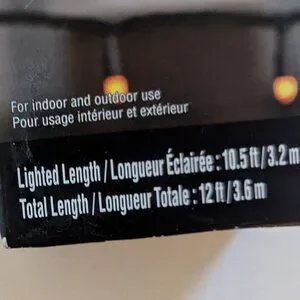 For indoor and outdoor use
Pour usage intérieur et extérieur
Lighted Length / Longueur Éclairée : 10.5 ft / 3.2 m
Total Length / Longueur Totale : 12 ft / 3.6 m